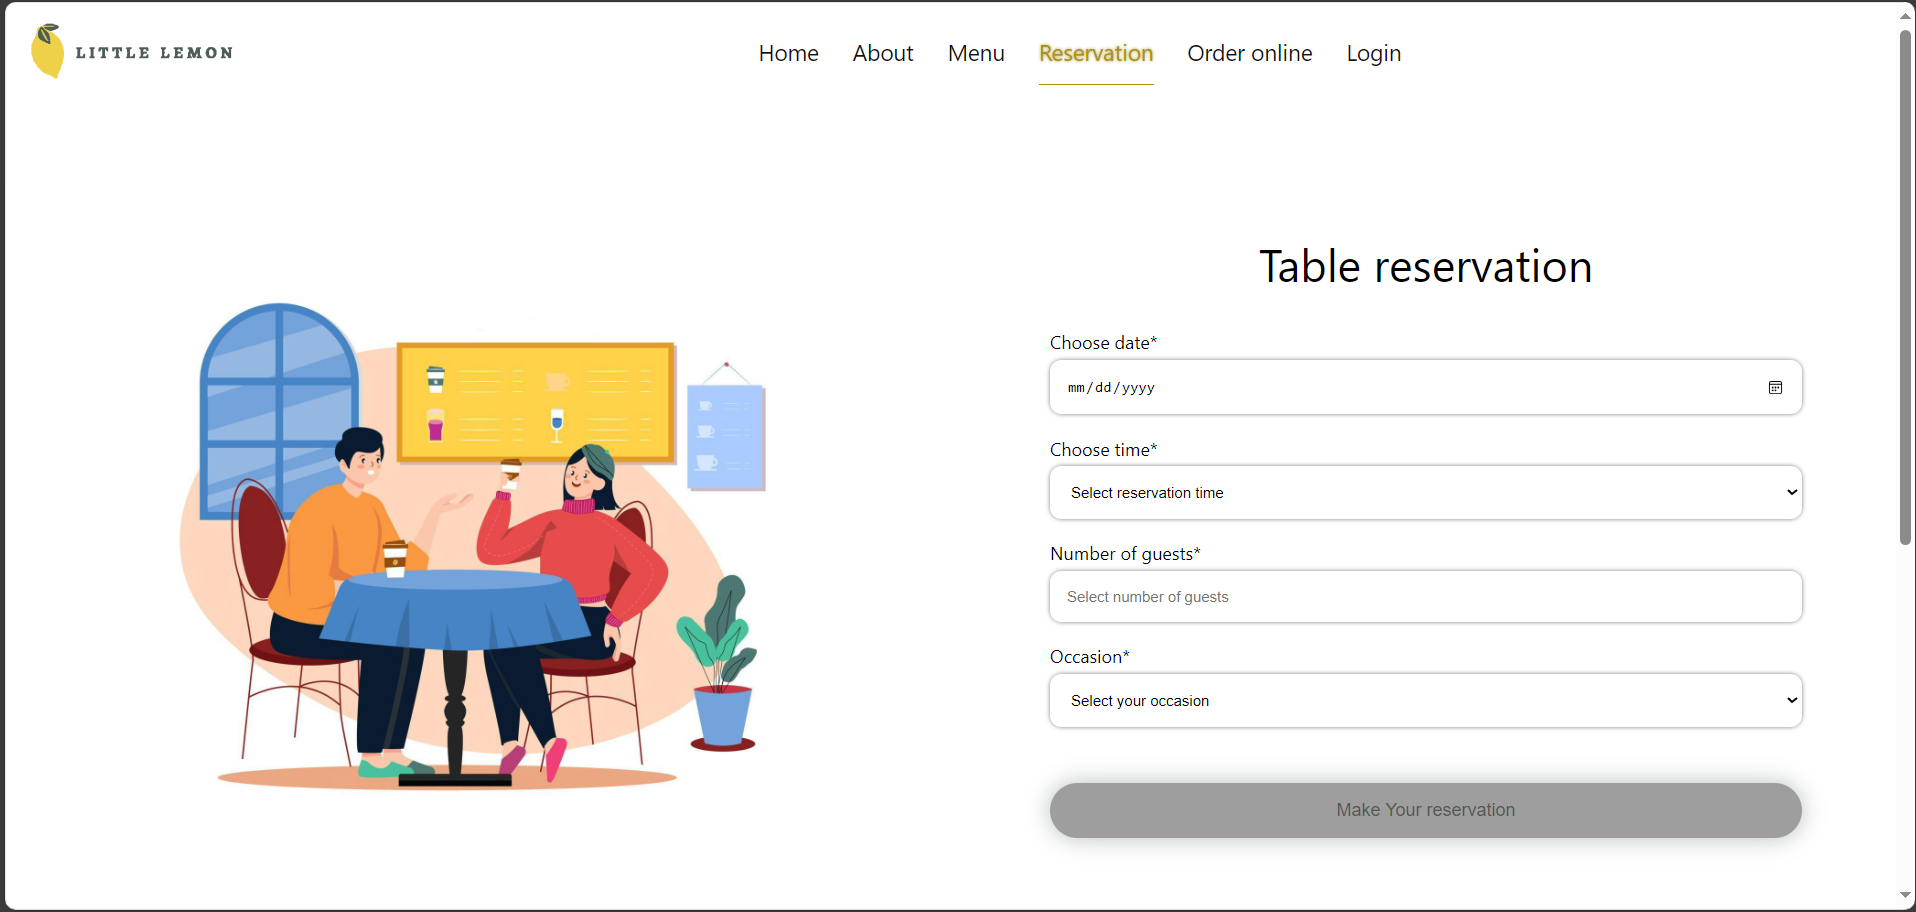 LITTLE LEMON
Home About Menu Reservation Order online Login
Table reservation
Choose date*
mm/dd/yyyy
Choose time*
Select reservation time
Number of guests*
Select number of guests
Occasion*
Select your occasion
Make Your reservation